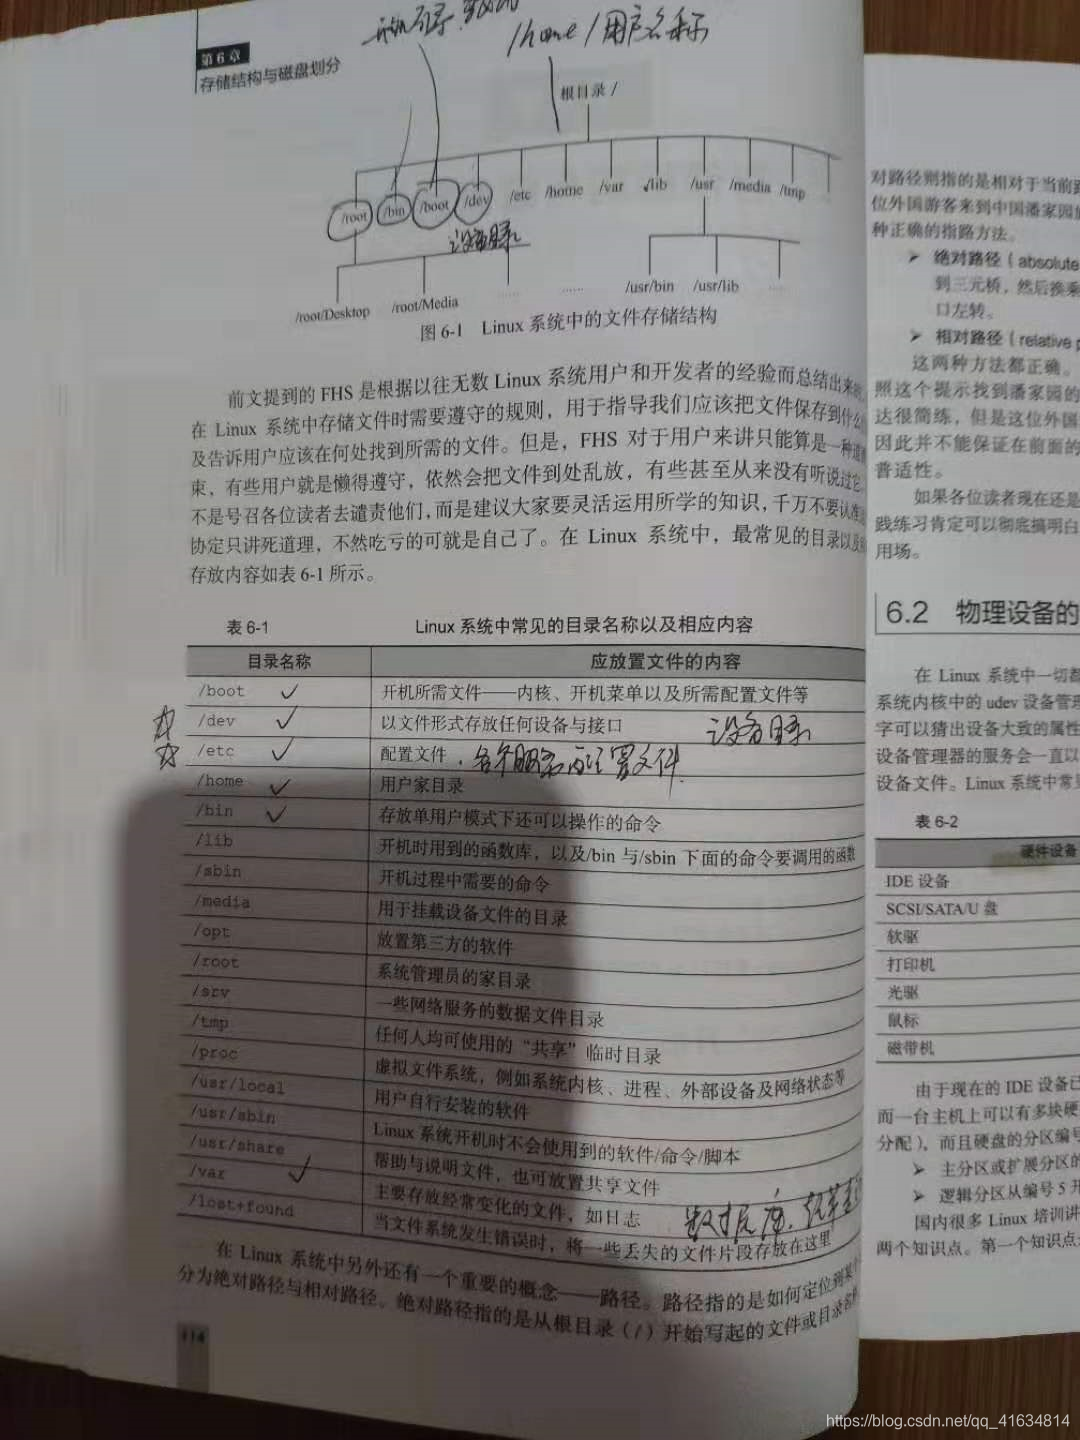 第6章
存储结构与磁盘划分
/home/用户名称
根目录 /
/root /bin /boot /dev /etc /home /var /lib /usr /media /tmp
设备目录
/root/Desktop /root/Media …… …… /usr/bin /usr/lib ……
图 6-1 Linux 系统中的文件存储结构
前文提到的 FHS 是根据以往无数 Linux 系统用户和开发者的经验而总结出来的
在 Linux 系统中存储文件时需要遵守的规则，用于指导我们应该把文件保存到什么
及告诉用户应该在何处找到所需的文件。但是，FHS 对于用户来讲只能算是一种道
束，有些用户就是懒得遵守，依然会把文件到处乱放，有些甚至从来没有听说过它。
不是号召各位读者去谴责他们，而是建议大家要灵活运用所学的知识，千万不要认准
协定只讲死道理，不然吃亏的可就是自己了。在 Linux 系统中，最常见的目录以及
存放内容如表 6-1 所示。
表 6-1 Linux 系统中常见的目录名称以及相应内容
目录名称 应放置文件的内容
/boot 开机所需文件——内核、开机菜单以及所需配置文件等
/dev 以文件形式存放任何设备与接口 设备目录
/etc 配置文件 各个服务配置文件
/home 用户家目录
/bin 存放单用户模式下还可以操作的命令
/lib 开机时用到的函数库，以及/bin 与/sbin 下面的命令要调用的函数
/sbin 开机过程中需要的命令
/media 用于挂载设备文件的目录
/opt 放置第三方的软件
/root 系统管理员的家目录
/srv 一些网络服务的数据文件目录
/tmp 任何人均可使用的“共享”临时目录
/proc 虚拟文件系统，例如系统内核、进程、外部设备及网络状态等
/usr/local 用户自行安装的软件
/usr/sbin Linux 系统开机时不会使用到的软件/命令/脚本
/usr/share 帮助与说明文件，也可放置共享文件
/var 主要存放经常变化的文件，如日志 数据库
/lost+found 当文件系统发生错误时，将一些丢失的文件片段存放在这里
在 Linux 系统中另外还有一个重要的概念——路径。路径指的是如何定位到某
分为绝对路径与相对路径。绝对路径指的是从根目录（/）开始写起的文件或目录名
114
对路径则指的是相对于当前
位外国游客来到中国潘家园
种正确的指路方法。
➤ 绝对路径（absolute
到三元桥，然后换乘
口左转。
➤ 相对路径（relative p
这两种方法都正确。
照这个提示找到潘家园的
达很简练，但是这位外国
因此并不能保证在前面的
普适性。
如果各位读者现在还是
践练习肯定可以彻底搞明白
用场。
6.2 物理设备的
在 Linux 系统中一切都
系统内核中的 udev 设备管理
字可以猜出设备大致的属性
设备管理器的服务会一直以
设备文件。Linux 系统中常
表 6-2
硬件设备
IDE 设备
SCSI/SATA/U 盘
软驱
打印机
光驱
鼠标
磁带机
由于现在的 IDE 设备已
而一台主机上可以有多块硬
分配），而且硬盘的分区编号
➤ 主分区或扩展分区的
➤ 逻辑分区从编号 5 开
国内很多 Linux 培训讲
两个知识点。第一个知识点
https://blog.csdn.net/qq_41634814